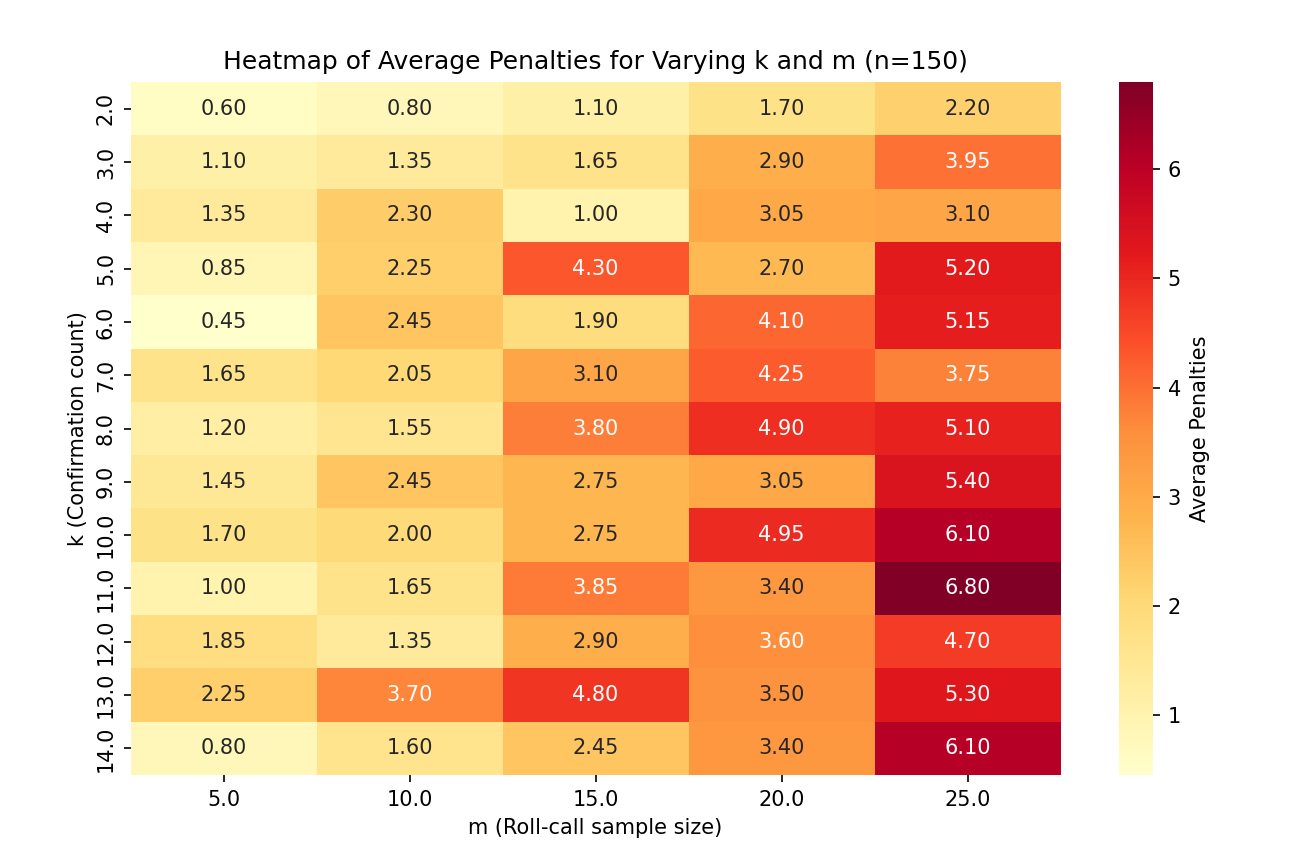 Heatmap of Average Penalties for Varying k and m (n=150)
2.0 0.60 0.80 1.10 1.70 2.20
3.0 1.10 1.35 1.65 2.90 3.95
4.0 1.35 2.30 1.00 3.05 3.10
5.0 0.85 2.25 4.30 2.70 5.20
6.0 0.45 2.45 1.90 4.10 5.15
7.0 1.65 2.05 3.10 4.25 3.75
8.0 1.20 1.55 3.80 4.90 5.10
9.0 1.45 2.45 2.75 3.05 5.40
10.0 1.70 2.00 2.75 4.95 6.10
11.0 1.00 1.65 3.85 3.40 6.80
12.0 1.85 1.35 2.90 3.60 4.70
13.0 2.25 3.70 4.80 3.50 5.30
14.0 0.80 1.60 2.45 3.40 6.10
5.0 10.0 15.0 20.0 25.0
m (Roll-call sample size)
k (Confirmation count)
6
5
4
3
2
1
Average Penalties